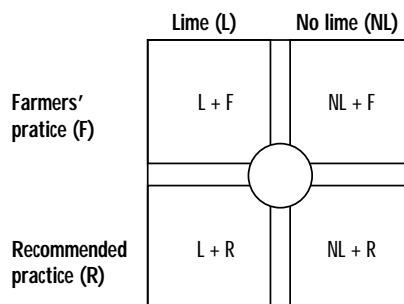 Lime (L) No lime (NL)
Farmers’
pratice (F)
L + F NL + F
Recommended
practice (R)
L + R NL + R